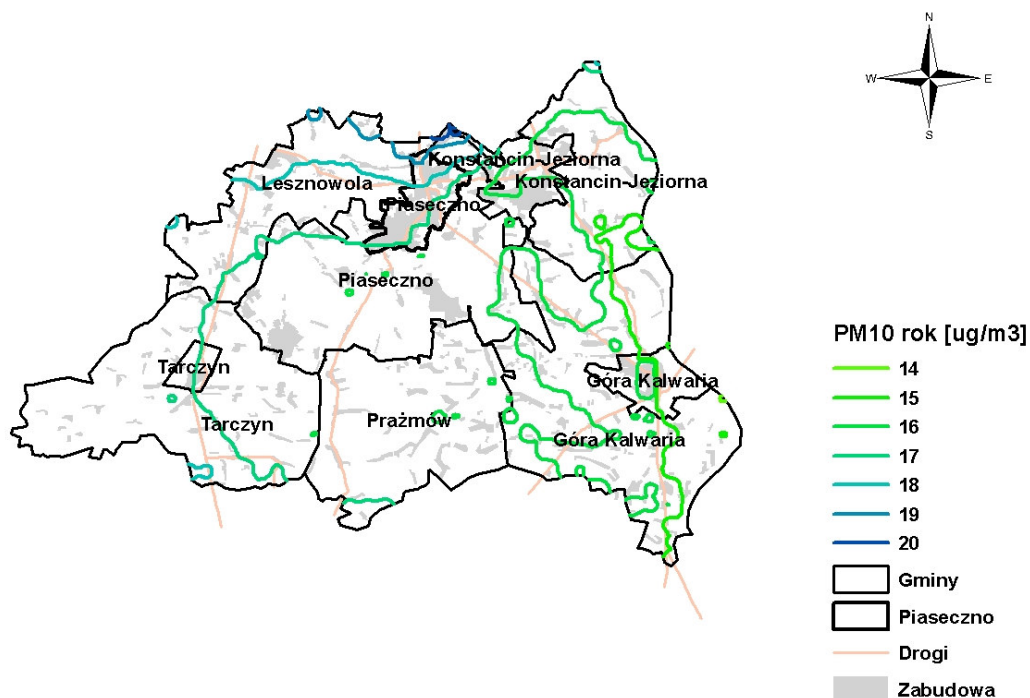 N
W E
S
Konstancin-Jeziorna
Lesznowola
Konstancin-Jeziorna
Piaseczno
Piaseczno
Tarczyn
Góra Kalwaria
Tarczyn
Prażmów
Góra Kalwaria
PM10 rok [ug/m3]
14
15
16
17
18
19
20
Gminy
Piaseczno
Drogi
Zabudowa